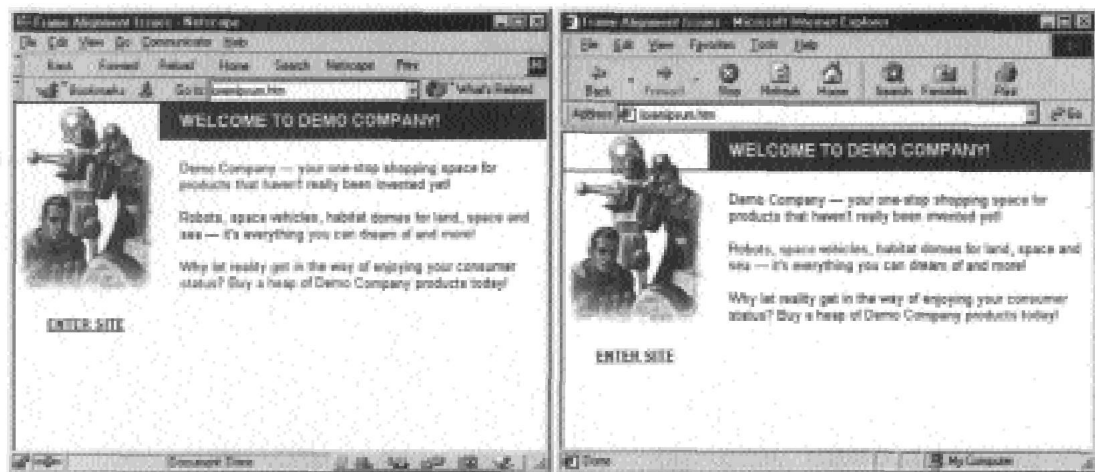 Frame Alignment Issues - Netscape
File Edit View Go Communicator Help
Back Forward Reload Home Search Netscape Print
Bookmarks Go to: loremipsum.htm What's Related
WELCOME TO DEMO COMPANY!
Demo Company — your one-stop shopping space for
products that haven't really been invented yet!
Robots, space vehicles, habitat domes for land, space and
sea — it's everything you can dream of and more!
Why let reality get in the way of enjoying your consumer
status? Buy a heap of Demo Company products today!
ENTER SITE
Document: Done
Frame Alignment Issues - Microsoft Internet Explorer
File Edit View Favorites Tools Help
Back Forward Stop Refresh Home Search Favorites Print
Address loremipsum.htm Go
WELCOME TO DEMO COMPANY!
Demo Company — your one-stop shopping space for
products that haven't really been invented yet!
Robots, space vehicles, habitat domes for land, space and
sea — it's everything you can dream of and more!
Why let reality get in the way of enjoying your consumer
status? Buy a heap of Demo Company products today!
ENTER SITE
Done My Computer